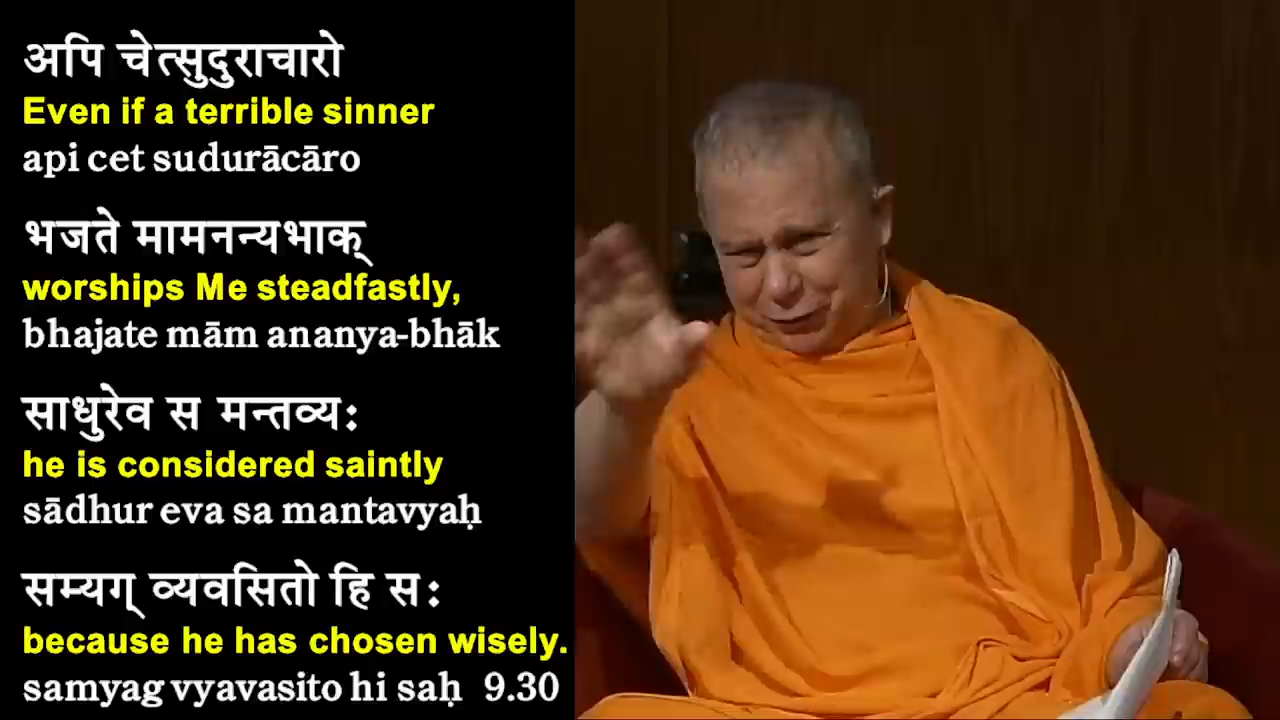 अपि चेत्सुदुराचारो
Even if a terrible sinner
api cet sudurācāro
भजते मामनन्यभाक्
worships Me steadfastly,
bhajate mām ananya-bhāk
साधुरेव स मन्तव्यः
he is considered saintly
sādhur eva sa mantavyaḥ
सम्यग् व्यवसितो हि सः
because he has chosen wisely.
samyag vyavasito hi saḥ 9.30